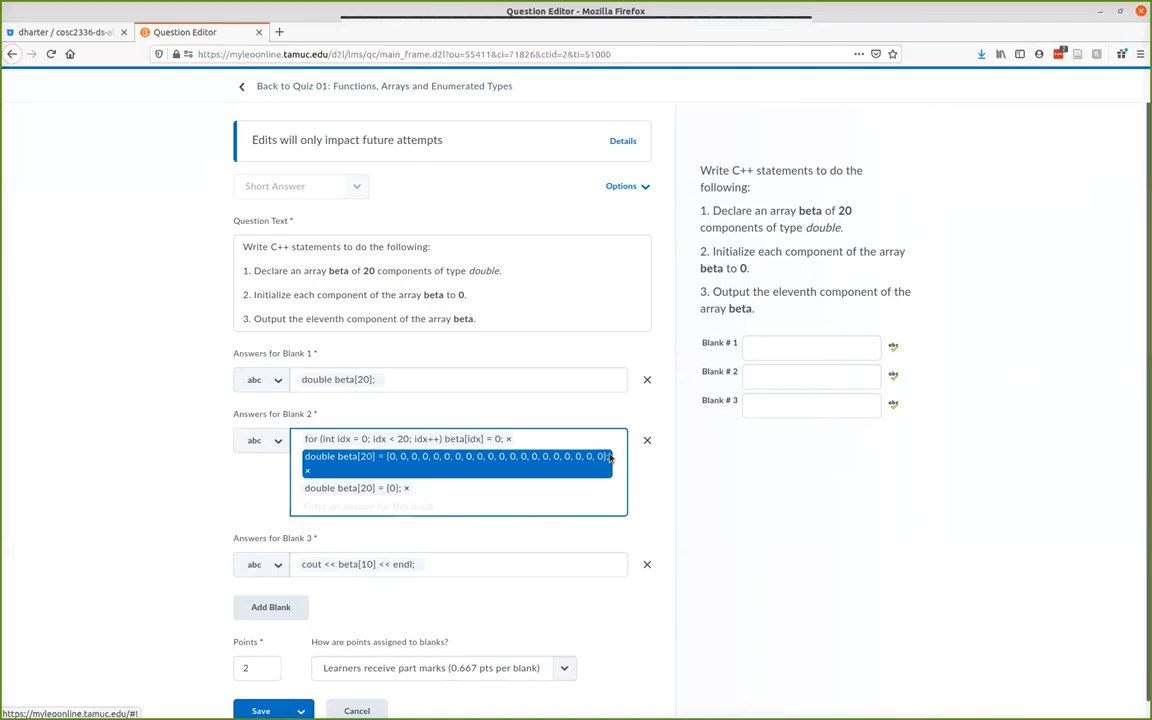 Question Editor - Mozilla Firefox
dharter / cosc2336-ds-al
Question Editor
https://myleoonline.tamuc.edu/d2l/lms/qc/main_frame.d2l?ou=55411&ci=71826&ctid=2&ti=51000
Back to Quiz 01: Functions, Arrays and Enumerated Types
Edits will only impact future attempts
Details
Short Answer
Options
Question Text *
Write C++ statements to do the following:
1. Declare an array beta of 20 components of type double.
2. Initialize each component of the array beta to 0.
3. Output the eleventh component of the array beta.
Answers for Blank 1 *
abc
double beta[20];
Answers for Blank 2 *
abc
for (int idx = 0; idx < 20; idx++) beta[idx] = 0; ×
double beta[20] = {0, 0, 0, 0, 0, 0, 0, 0, 0, 0, 0, 0, 0, 0, 0, 0, 0, 0, 0, 0};
×
double beta[20] = {0}; ×
Enter an answer for this blank
Answers for Blank 3 *
abc
cout << beta[10] << endl;
Add Blank
Points *
How are points assigned to blanks?
2
Learners receive part marks (0.667 pts per blank)
Save
Cancel
Write C++ statements to do the
following:
1. Declare an array beta of 20
components of type double.
2. Initialize each component of the array
beta to 0.
3. Output the eleventh component of the
array beta.
Blank # 1
Blank # 2
Blank # 3
https://myleoonline.tamuc.edu/#!